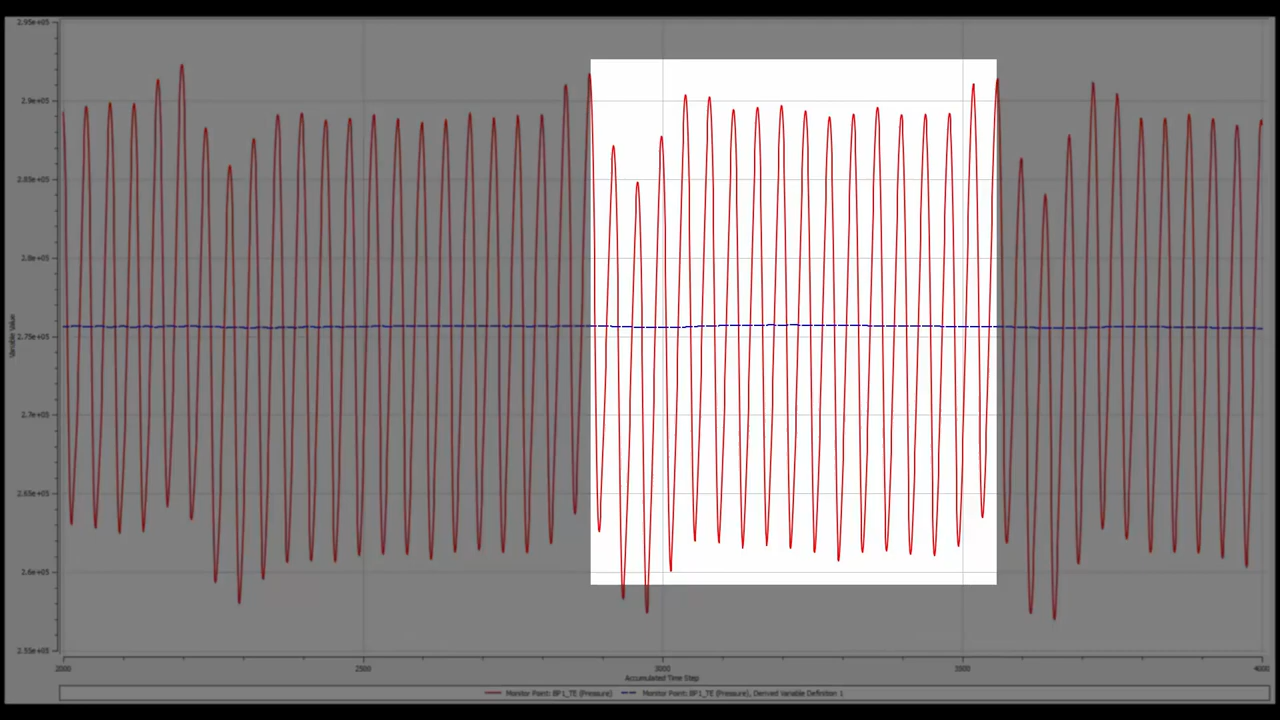 2.95e+05
2.9e+05
2.85e+05
2.8e+05
2.75e+05
2.7e+05
2.65e+05
2.6e+05
2.55e+05
Variable Value
2000 2500 3000 3500 4000
Accumulated Time Step
Monitor Point: BP1_TE (Pressure) Monitor Point: BP1_TE (Pressure), Derived Variable Definition 1